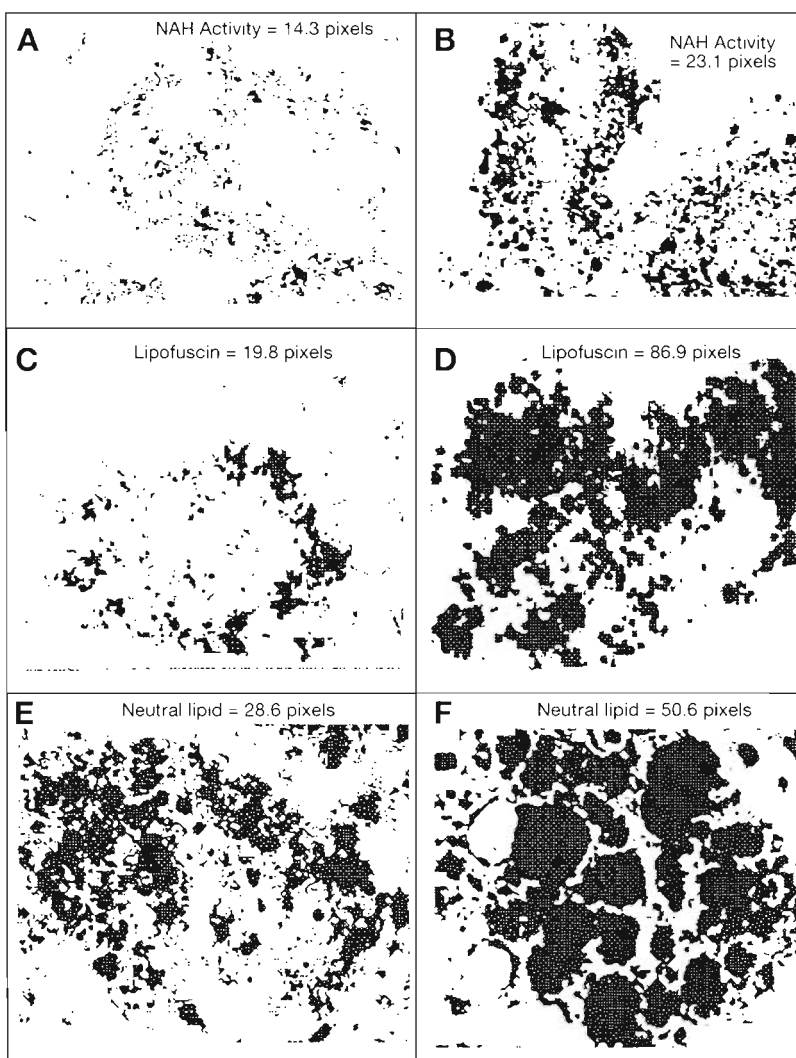 A
NAH Activity = 14.3 pixels
B
NAH Activity
= 23.1 pixels
C
Lipofuscin = 19.8 pixels
D
Lipofuscin = 86.9 pixels
E
Neutral lipid = 28.6 pixels
F
Neutral lipid = 50.6 pixels